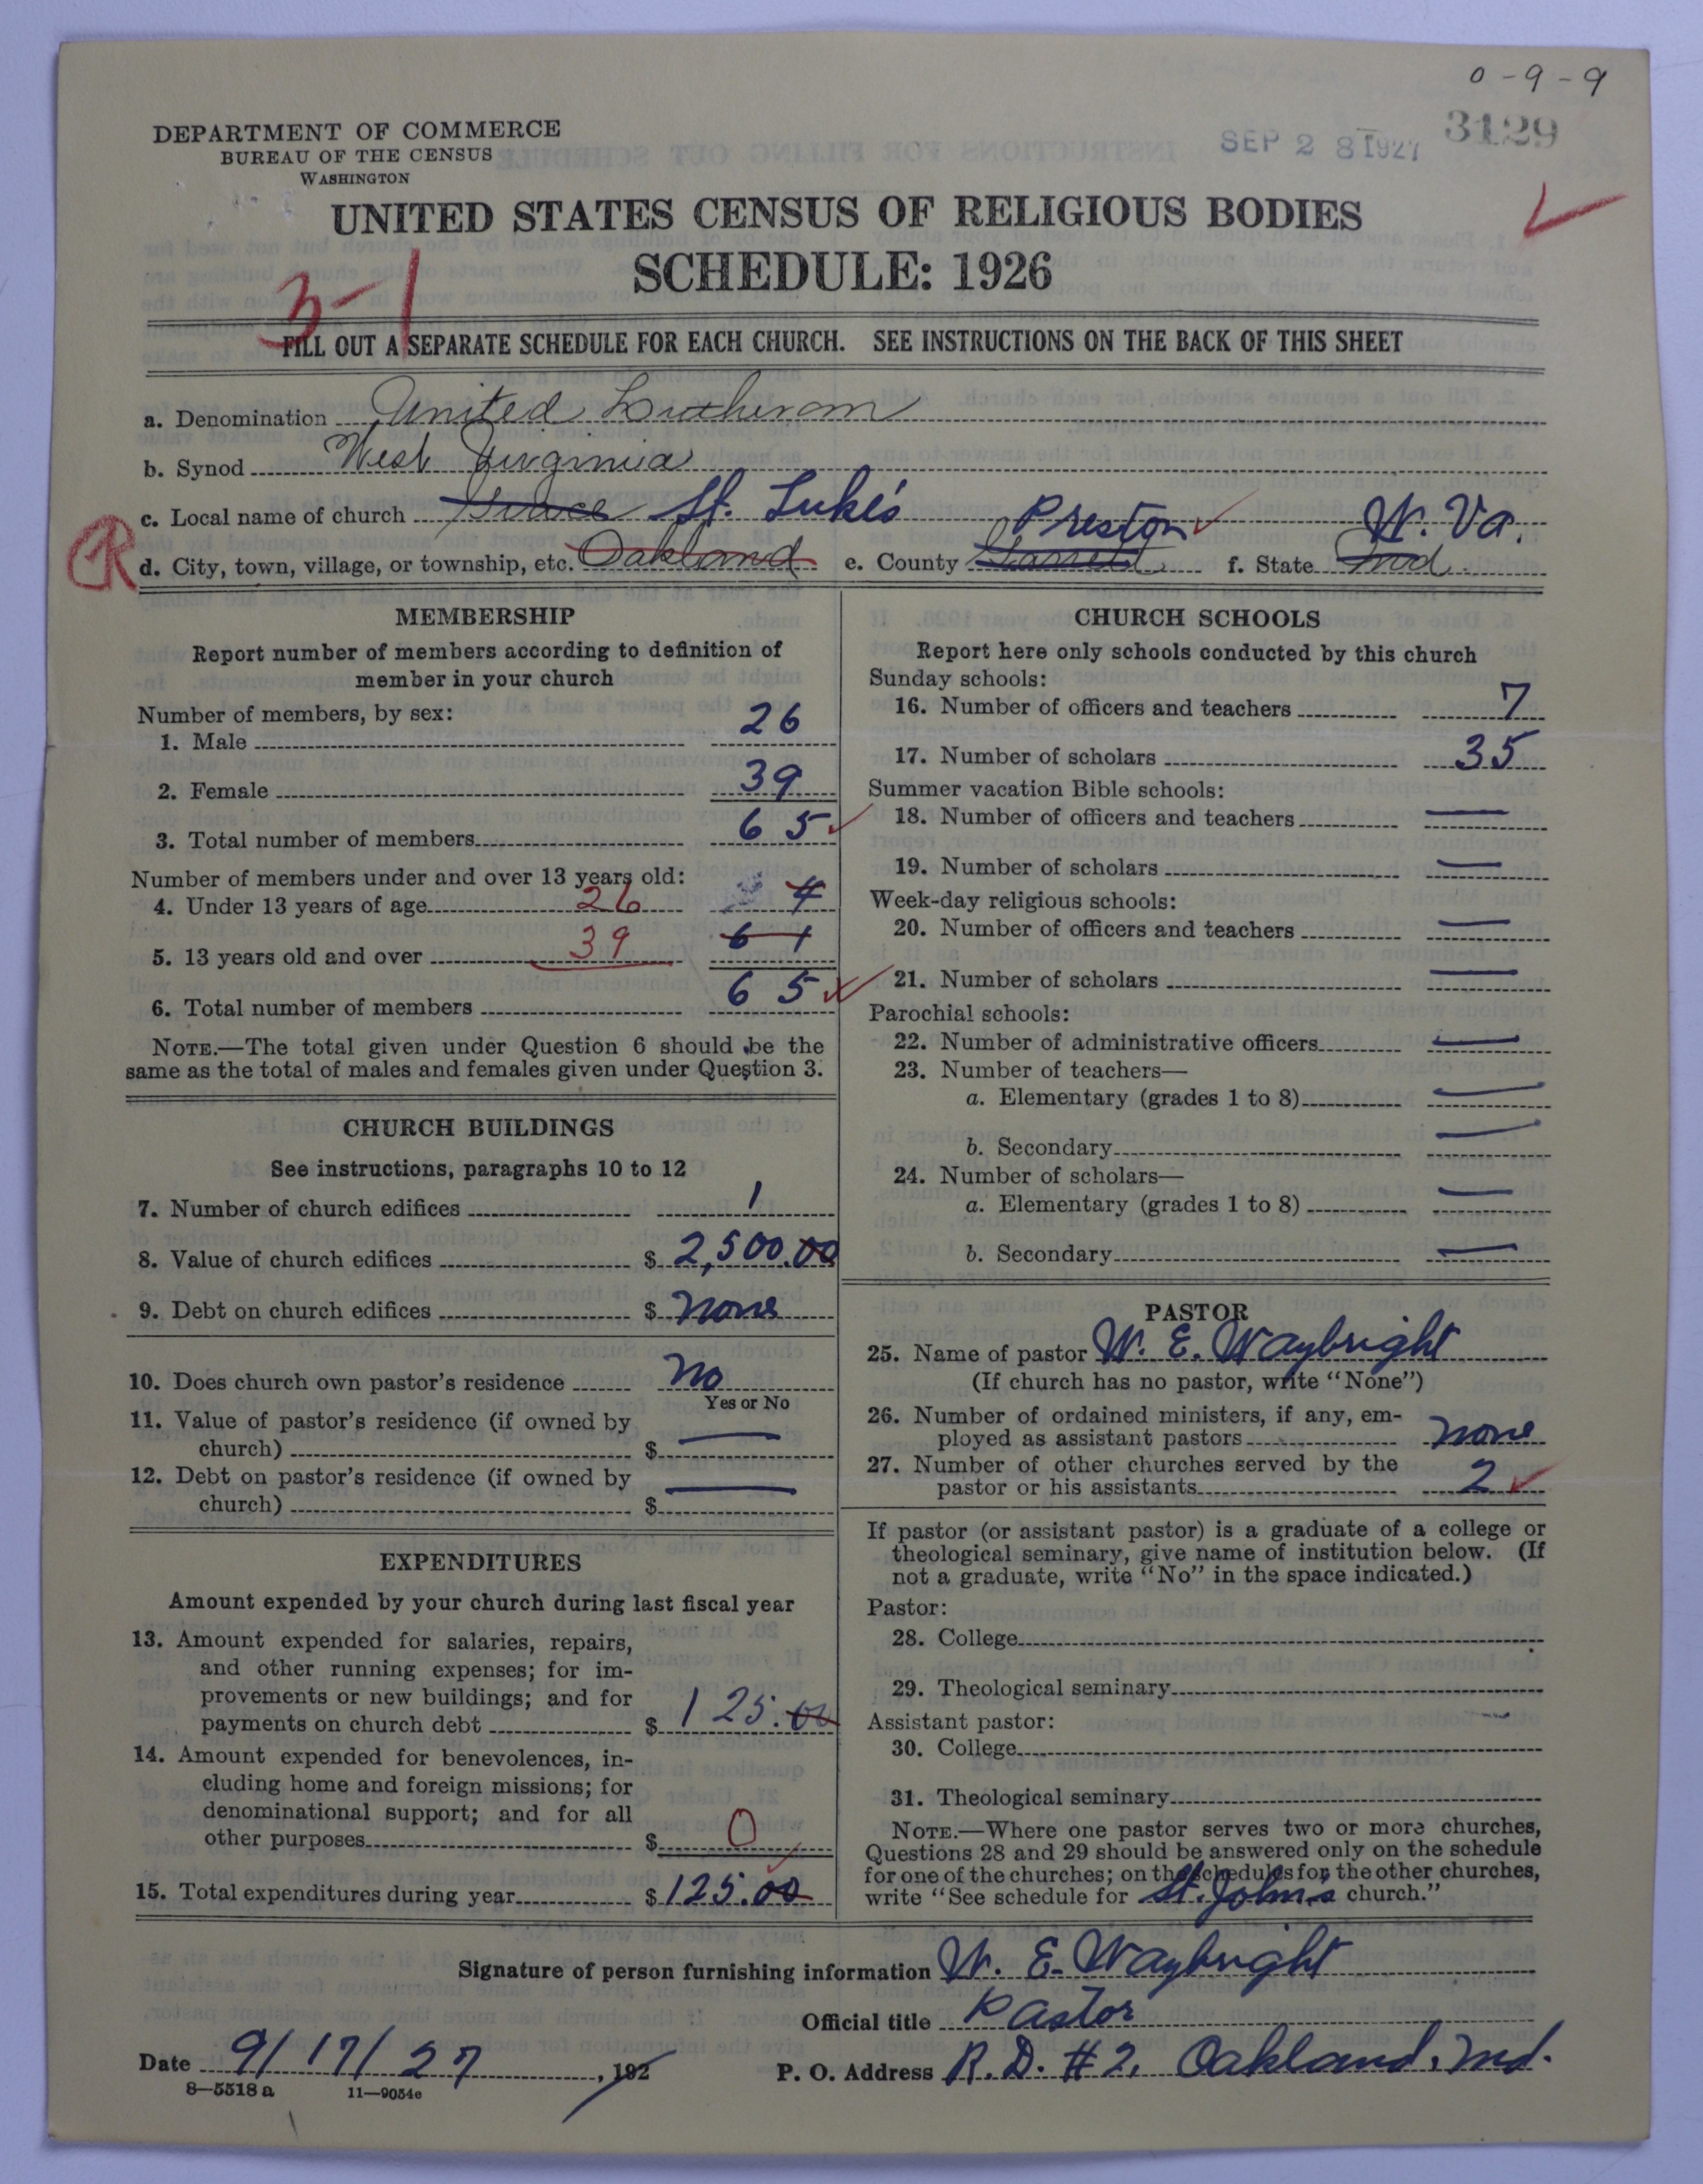 0-9-9
DEPARTMENT OF COMMERCE
BUREAU OF THE CENSUS
WASHINGTON
SEP 28 1927
3129
UNITED STATES CENSUS OF RELIGIOUS BODIES
SCHEDULE: 1926
3-1
FILL OUT A SEPARATE SCHEDULE FOR EACH CHURCH. SEE INSTRUCTIONS ON THE BACK OF THIS SHEET
a. Denomination United Lutheran
b. Synod West Virginia
c. Local name of church Grace St. Luke's
Preston W. Va.
R d. City, town, village, or township, etc. Oakland e. County Garrett f. State Md.
MEMBERSHIP
Report number of members according to definition of
member in your church
Number of members, by sex:
1. Male 26
2. Female 39
3. Total number of members 65
Number of members under and over 13 years old:
4. Under 13 years of age 26 4
5. 13 years old and over 39 61
6. Total number of members 65
NOTE.—The total given under Question 6 should be the
same as the total of males and females given under Question 3.
CHURCH BUILDINGS
See instructions, paragraphs 10 to 12
7. Number of church edifices 1
8. Value of church edifices $ 2,500.00
9. Debt on church edifices $ none
10. Does church own pastor's residence No
Yes or No
11. Value of pastor's residence (if owned by
church) $ —
12. Debt on pastor's residence (if owned by
church) $ —
EXPENDITURES
Amount expended by your church during last fiscal year
13. Amount expended for salaries, repairs,
and other running expenses; for im-
provements or new buildings; and for
payments on church debt $ 125.00
14. Amount expended for benevolences, in-
cluding home and foreign missions; for
denominational support; and for all
other purposes $ 0
15. Total expenditures during year $ 125.00
CHURCH SCHOOLS
Report here only schools conducted by this church
Sunday schools:
16. Number of officers and teachers 7
17. Number of scholars 35
Summer vacation Bible schools:
18. Number of officers and teachers —
19. Number of scholars —
Week-day religious schools:
20. Number of officers and teachers —
21. Number of scholars —
Parochial schools:
22. Number of administrative officers —
23. Number of teachers—
a. Elementary (grades 1 to 8) —
b. Secondary —
24. Number of scholars—
a. Elementary (grades 1 to 8) —
b. Secondary —
PASTOR
25. Name of pastor W. E. Waybright
(If church has no pastor, write "None")
26. Number of ordained ministers, if any, em-
ployed as assistant pastors none
27. Number of other churches served by the
pastor or his assistants 2
If pastor (or assistant pastor) is a graduate of a college or
theological seminary, give name of institution below. (If
not a graduate, write "No" in the space indicated.)
Pastor:
28. College
29. Theological seminary
Assistant pastor:
30. College
31. Theological seminary
NOTE.—Where one pastor serves two or more churches,
Questions 28 and 29 should be answered only on the schedule
for one of the churches; on the schedules for the other churches,
write "See schedule for St. John's church."
Signature of person furnishing information W. E. Waybright
Official title Pastor
Date 9/17/27, 192
P. O. Address R. D. #2, Oakland, Md.
8—5518 a 11—9054c